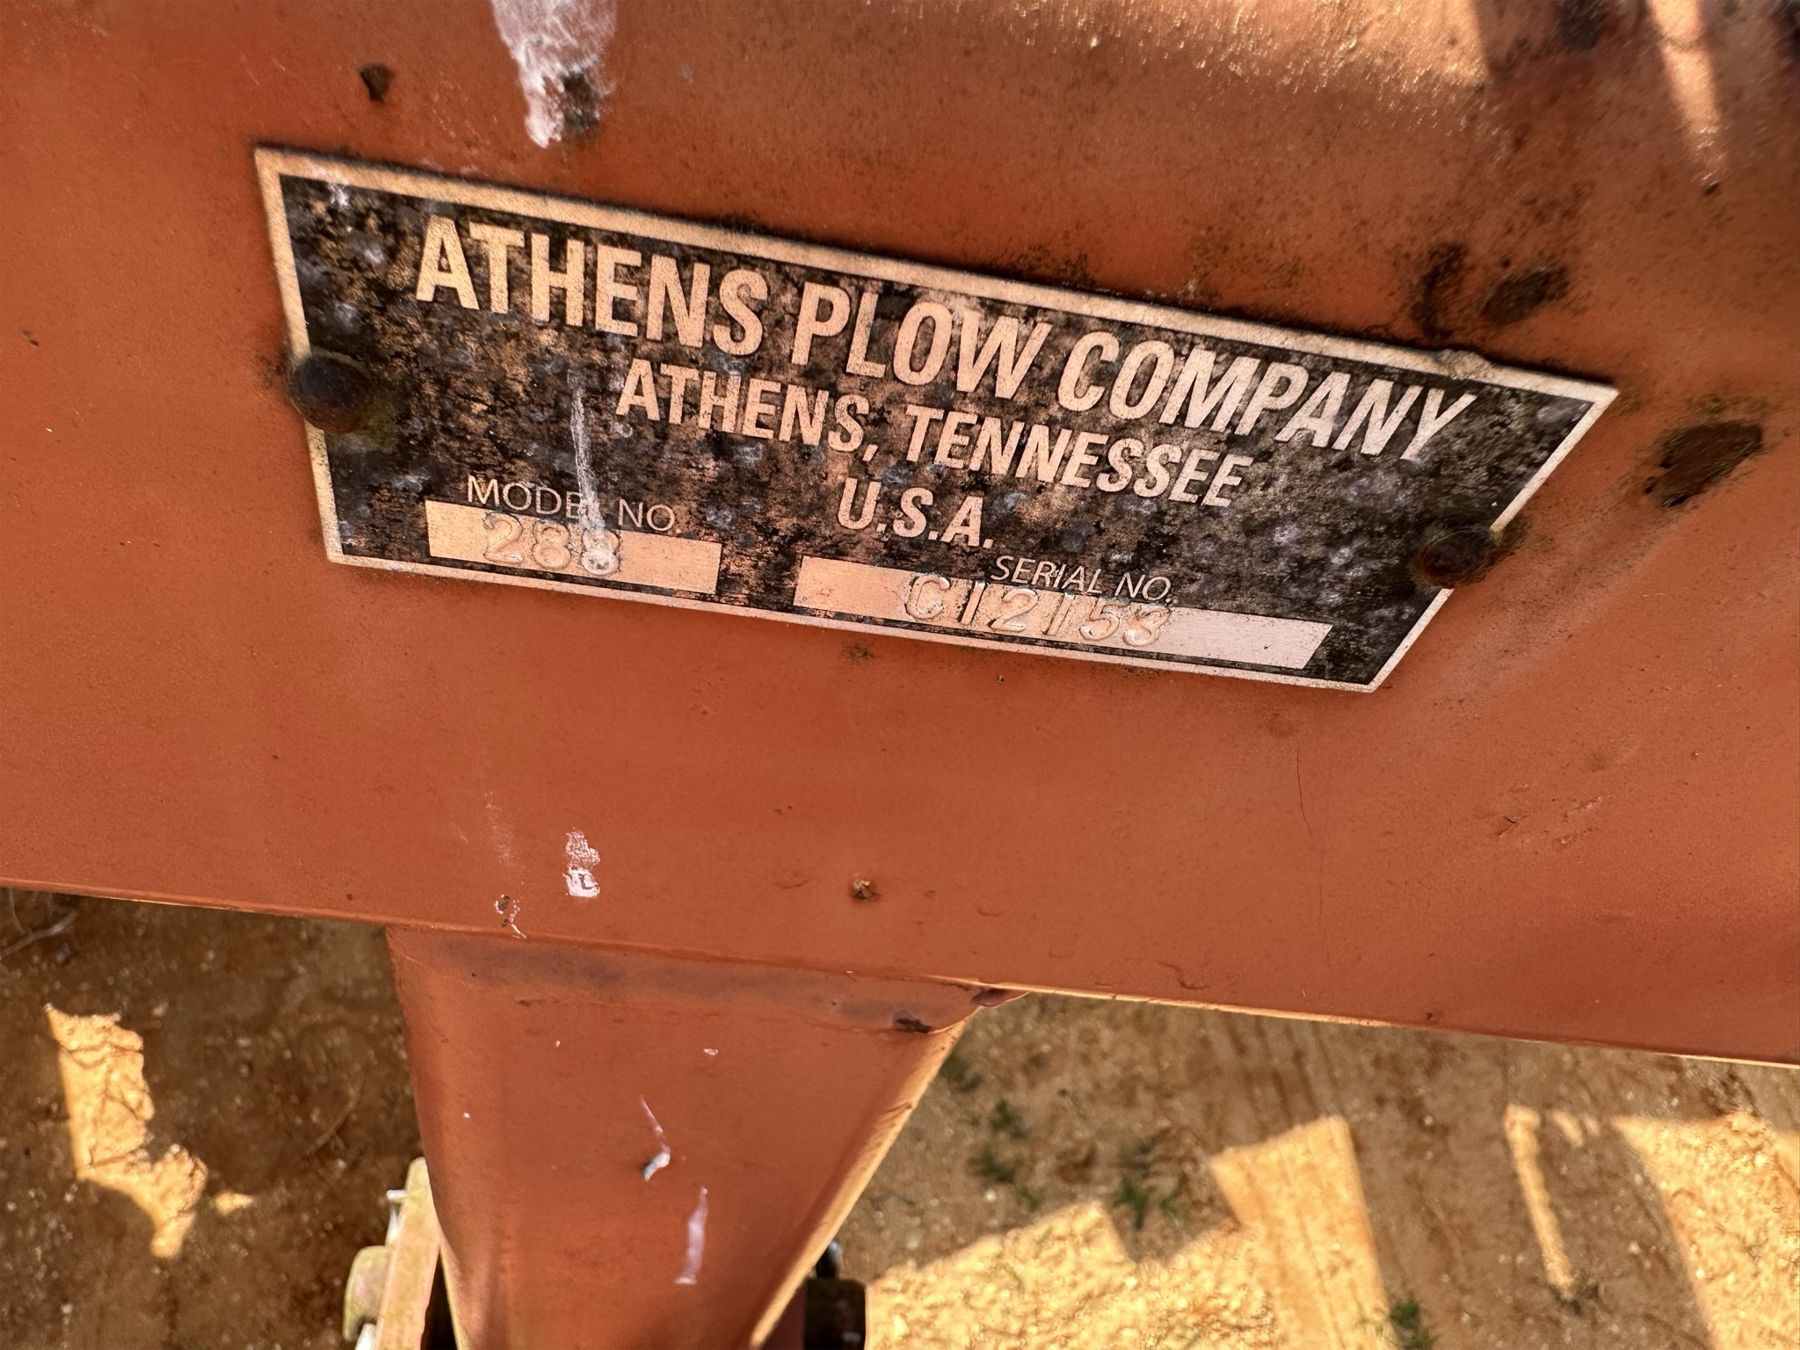 ATHENS PLOW COMPANY
ATHENS, TENNESSEE
U.S.A.
MODEL NO.
288
SERIAL NO.
C12153